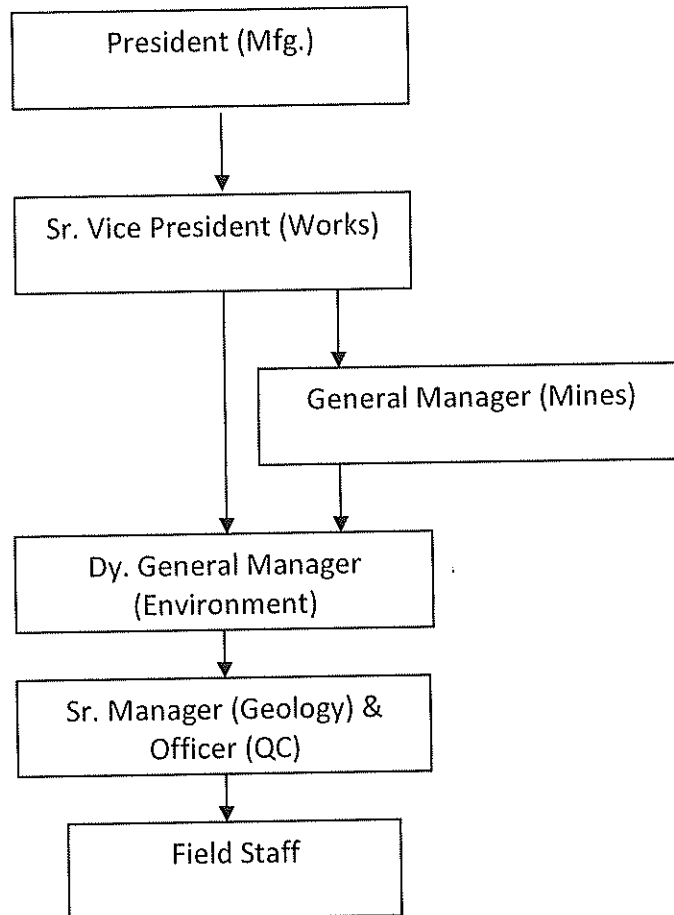 President (Mfg.)
Sr. Vice President (Works)
General Manager (Mines)
Dy. General Manager
(Environment)
Sr. Manager (Geology) &
Officer (QC)
Field Staff